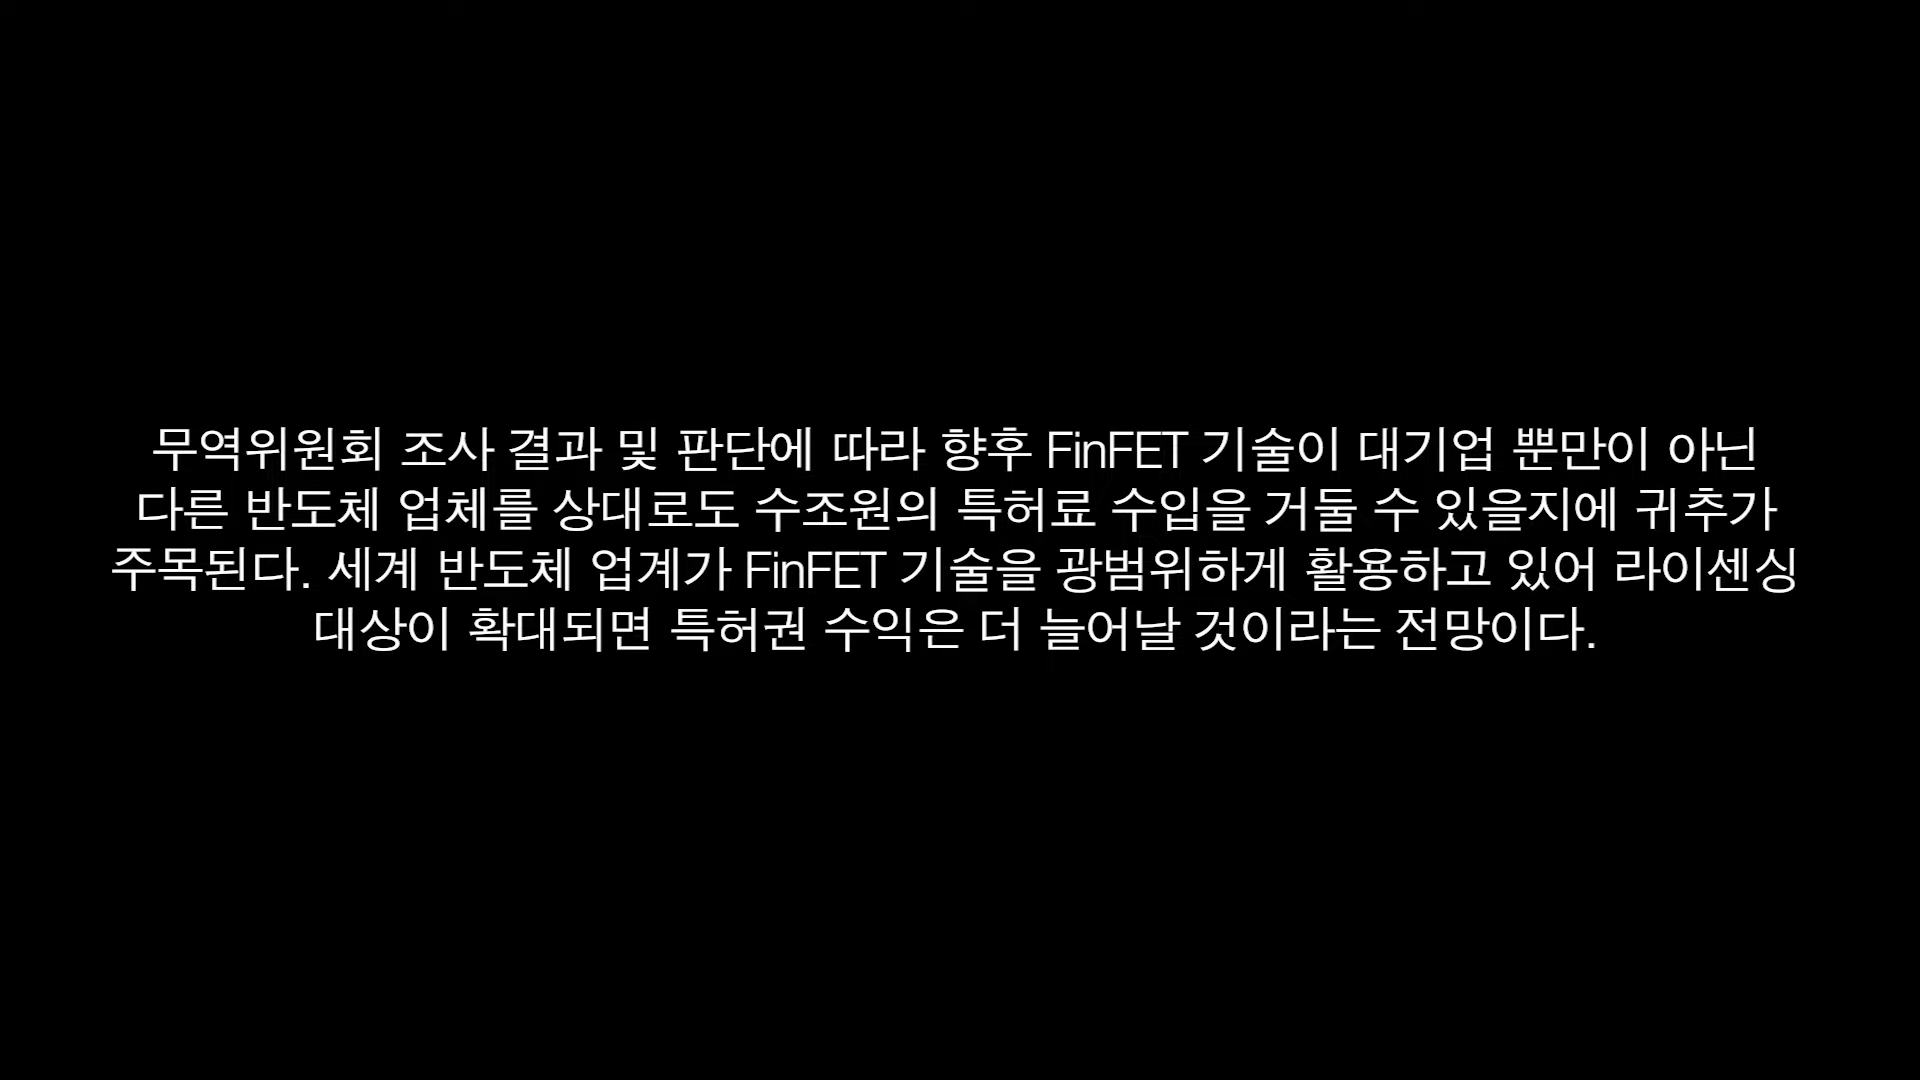 무역위원회 조사 결과 및 판단에 따라 향후 FinFET 기술이 대기업 뿐만이 아닌
다른 반도체 업체를 상대로도 수조원의 특허료 수입을 거둘 수 있을지에 귀추가
주목된다. 세계 반도체 업계가 FinFET 기술을 광범위하게 활용하고 있어 라이센싱
대상이 확대되면 특허권 수익은 더 늘어날 것이라는 전망이다.